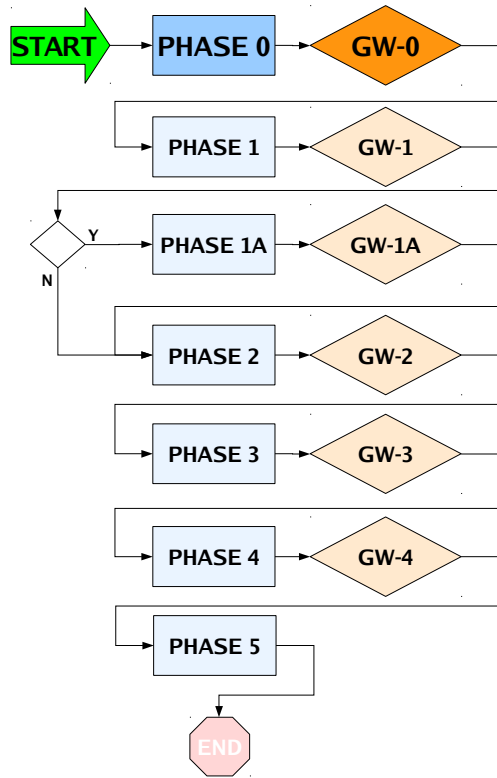 START
PHASE 0
GW-0
PHASE 1
GW-1
Y
PHASE 1A
GW-1A
N
PHASE 2
GW-2
PHASE 3
GW-3
PHASE 4
GW-4
PHASE 5
END